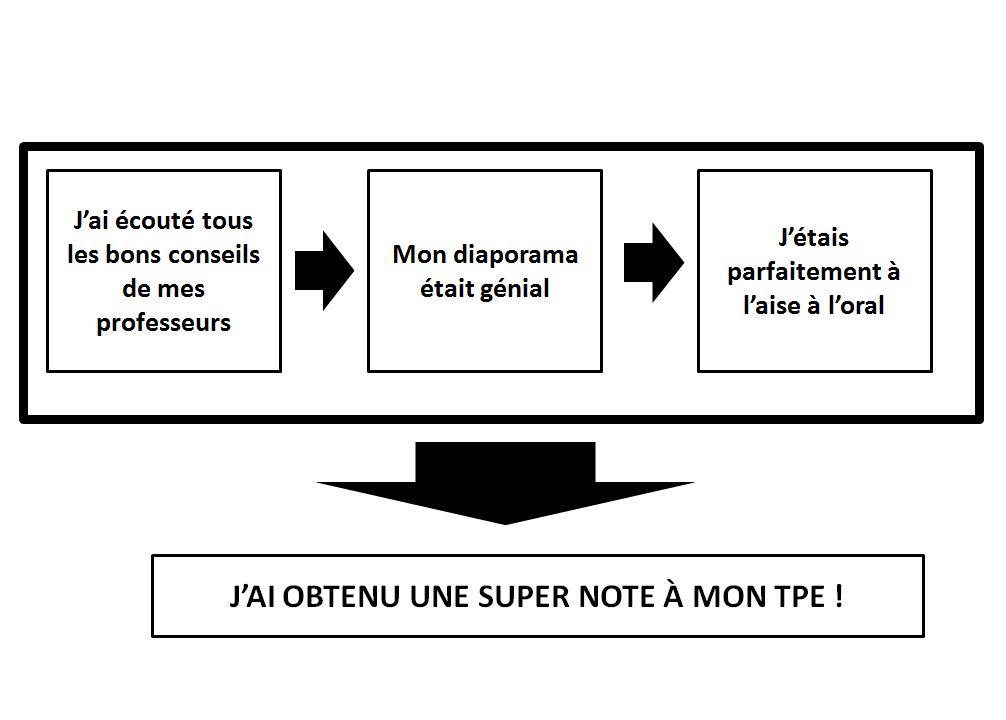 J’ai écouté tous
les bons conseils
de mes
professeurs
Mon diaporama
était génial
J’étais
parfaitement à
l’aise à l’oral
J’AI OBTENU UNE SUPER NOTE À MON TPE !